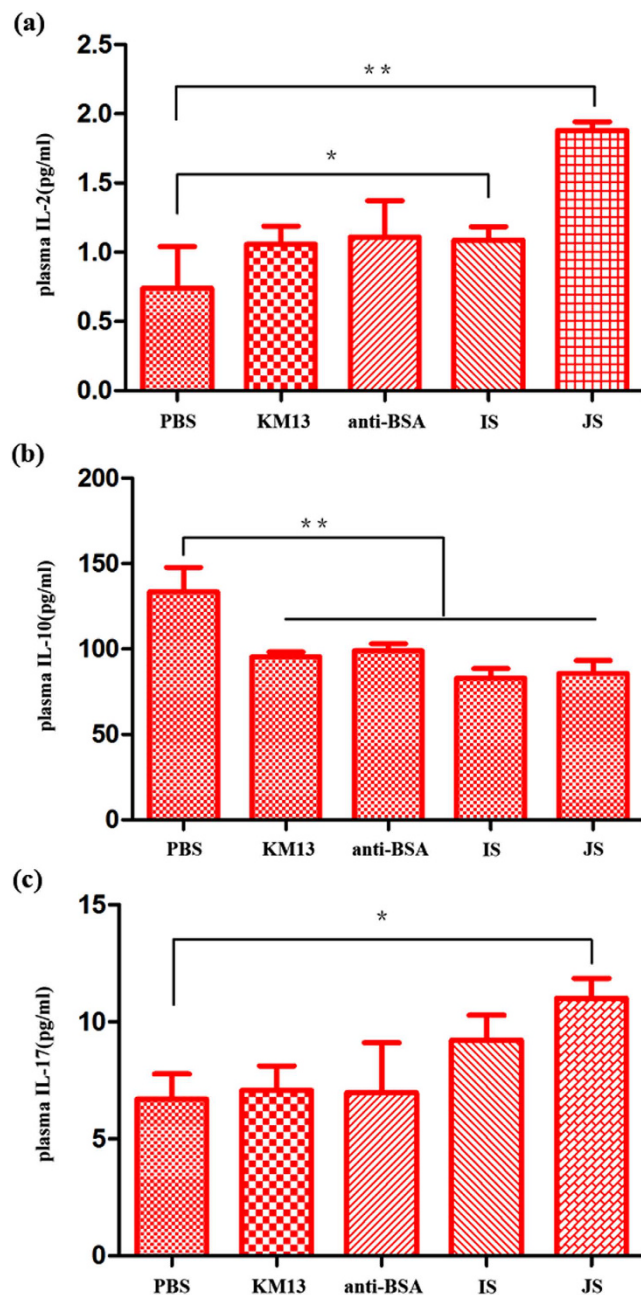 (a)
plasma IL-2(pg/ml)
2.5
2.0
1.5
1.0
0.5
0.0
**
*
PBS KM13 anti-BSA IS JS
(b)
plasma IL-10(pg/ml)
200
150
100
50
0
**
PBS KM13 anti-BSA IS JS
(c)
plasma IL-17(pg/ml)
15
10
5
0
*
PBS KM13 anti-BSA IS JS